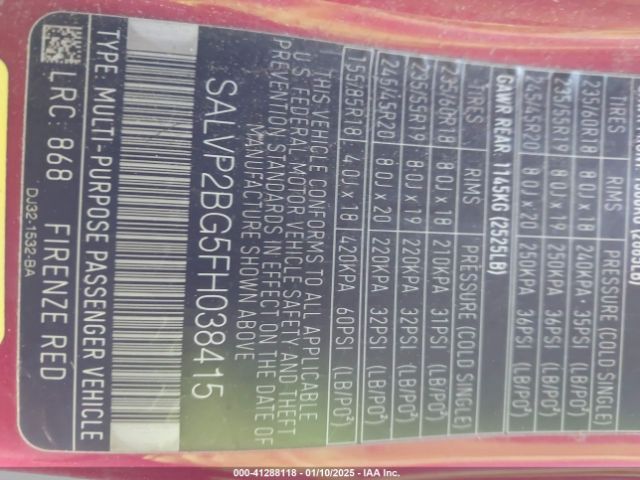 TIRES RIMS PRESSURE (COLD SINGLE)
235/60R18 8.0J x 18 240KPA 35PSI (LB/PO²)
235/55R19 8.0J x 19 250KPA 36PSI (LB/PO²)
245/45R20 8.0J x 20 250KPA 36PSI (LB/PO²)
GAWR REAR: 1145KG (2525LB)
TIRES RIMS PRESSURE (COLD SINGLE)
235/60R18 8.0J x 18 210KPA 31PSI (LB/PO²)
235/55R19 8.0J x 19 220KPA 32PSI (LB/PO²)
245/45R20 8.0J x 20 220KPA 32PSI (LB/PO²)
155/85R18: 4.0J x 18 420KPA 60PSI (LB/PO²)
THIS VEHICLE CONFORMS TO ALL APPLICABLE
U.S. FEDERAL MOTOR VEHICLE SAFETY AND THEFT
PREVENTION STANDARDS IN EFFECT ON THE DATE OF
MANUFACTURE SHOWN ABOVE
SALVP2BG5FH038415
TYPE: MULTI-PURPOSE PASSENGER VEHICLE
LRC: 868 FIRENZE RED
DJ32-1532-BA
000-41288118 - 01/10/2025 - IAA Inc.